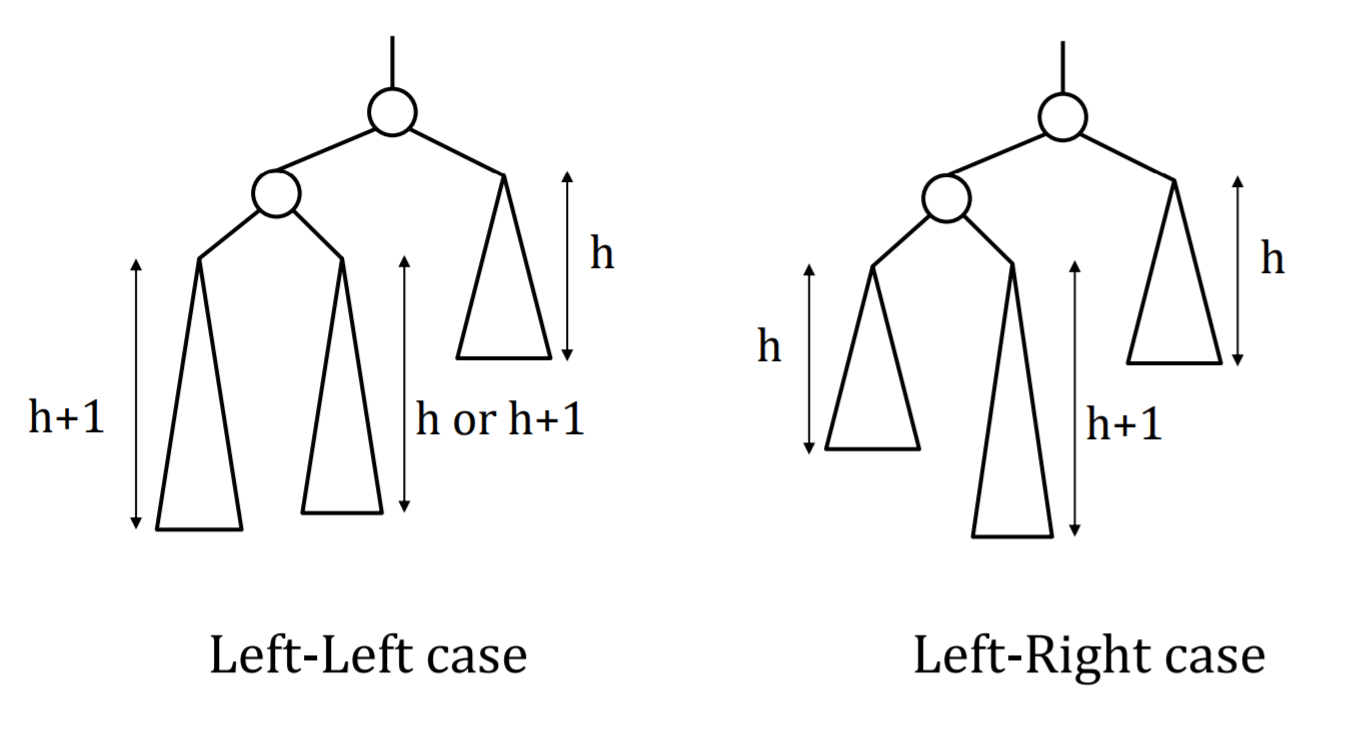 h
h+1
h or h+1
Left-Left case
h
h
h+1
Left-Right case